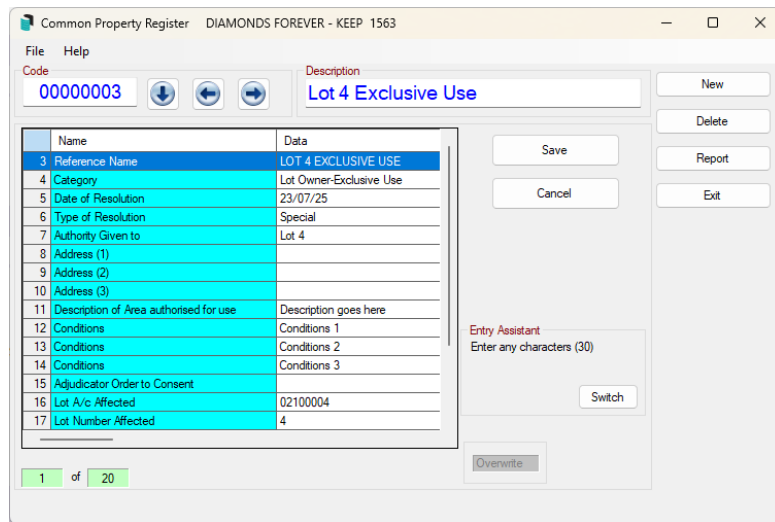 Common Property Register DIAMONDS FOREVER - KEEP 1563
File Help
Code
00000003
Description
Lot 4 Exclusive Use
New
Delete
Report
Exit
Name Data
3 Reference Name LOT 4 EXCLUSIVE USE
4 Category Lot Owner-Exclusive Use
5 Date of Resolution 23/07/25
6 Type of Resolution Special
7 Authority Given to Lot 4
8 Address (1)
9 Address (2)
10 Address (3)
11 Description of Area authorised for use Description goes here
12 Conditions Conditions 1
13 Conditions Conditions 2
14 Conditions Conditions 3
15 Adjudicator Order to Consent
16 Lot A/c Affected 02100004
17 Lot Number Affected 4
Save
Cancel
Entry Assistant
Enter any characters (30)
Switch
Overwrite
1 of 20